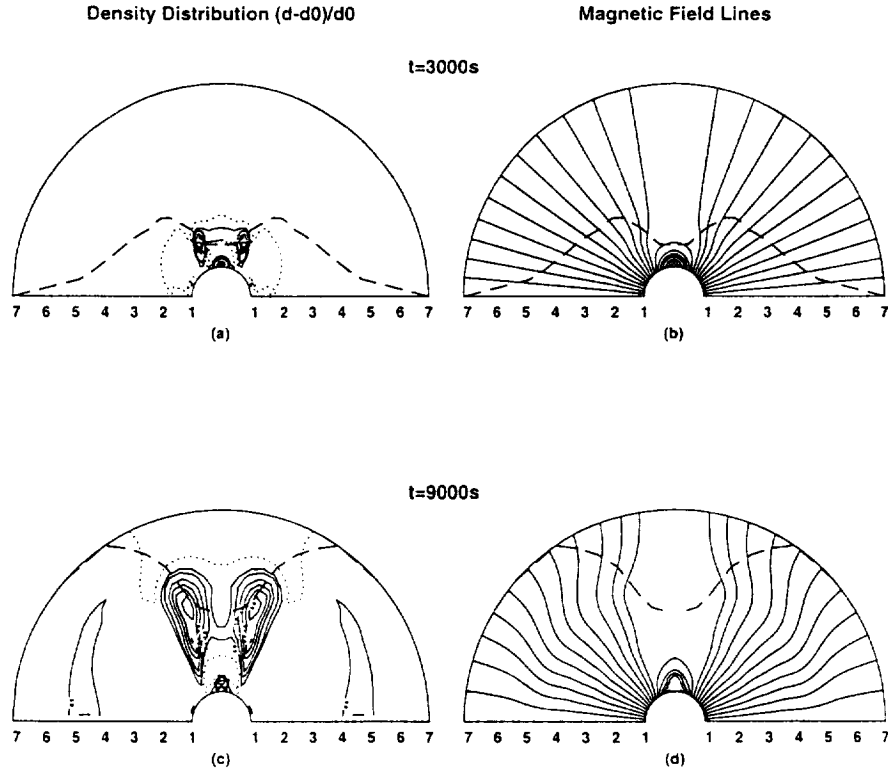 Density Distribution (d-d0)/d0
Magnetic Field Lines
t=3000s
7 6 5 4 3 2 1 1 2 3 4 5 6 7
7 6 5 4 3 2 1 1 2 3 4 5 6 7
(a)
(b)
t=9000s
7 6 5 4 3 2 1 1 2 3 4 5 6 7
7 6 5 4 3 2 1 1 2 3 4 5 6 7
(c)
(d)